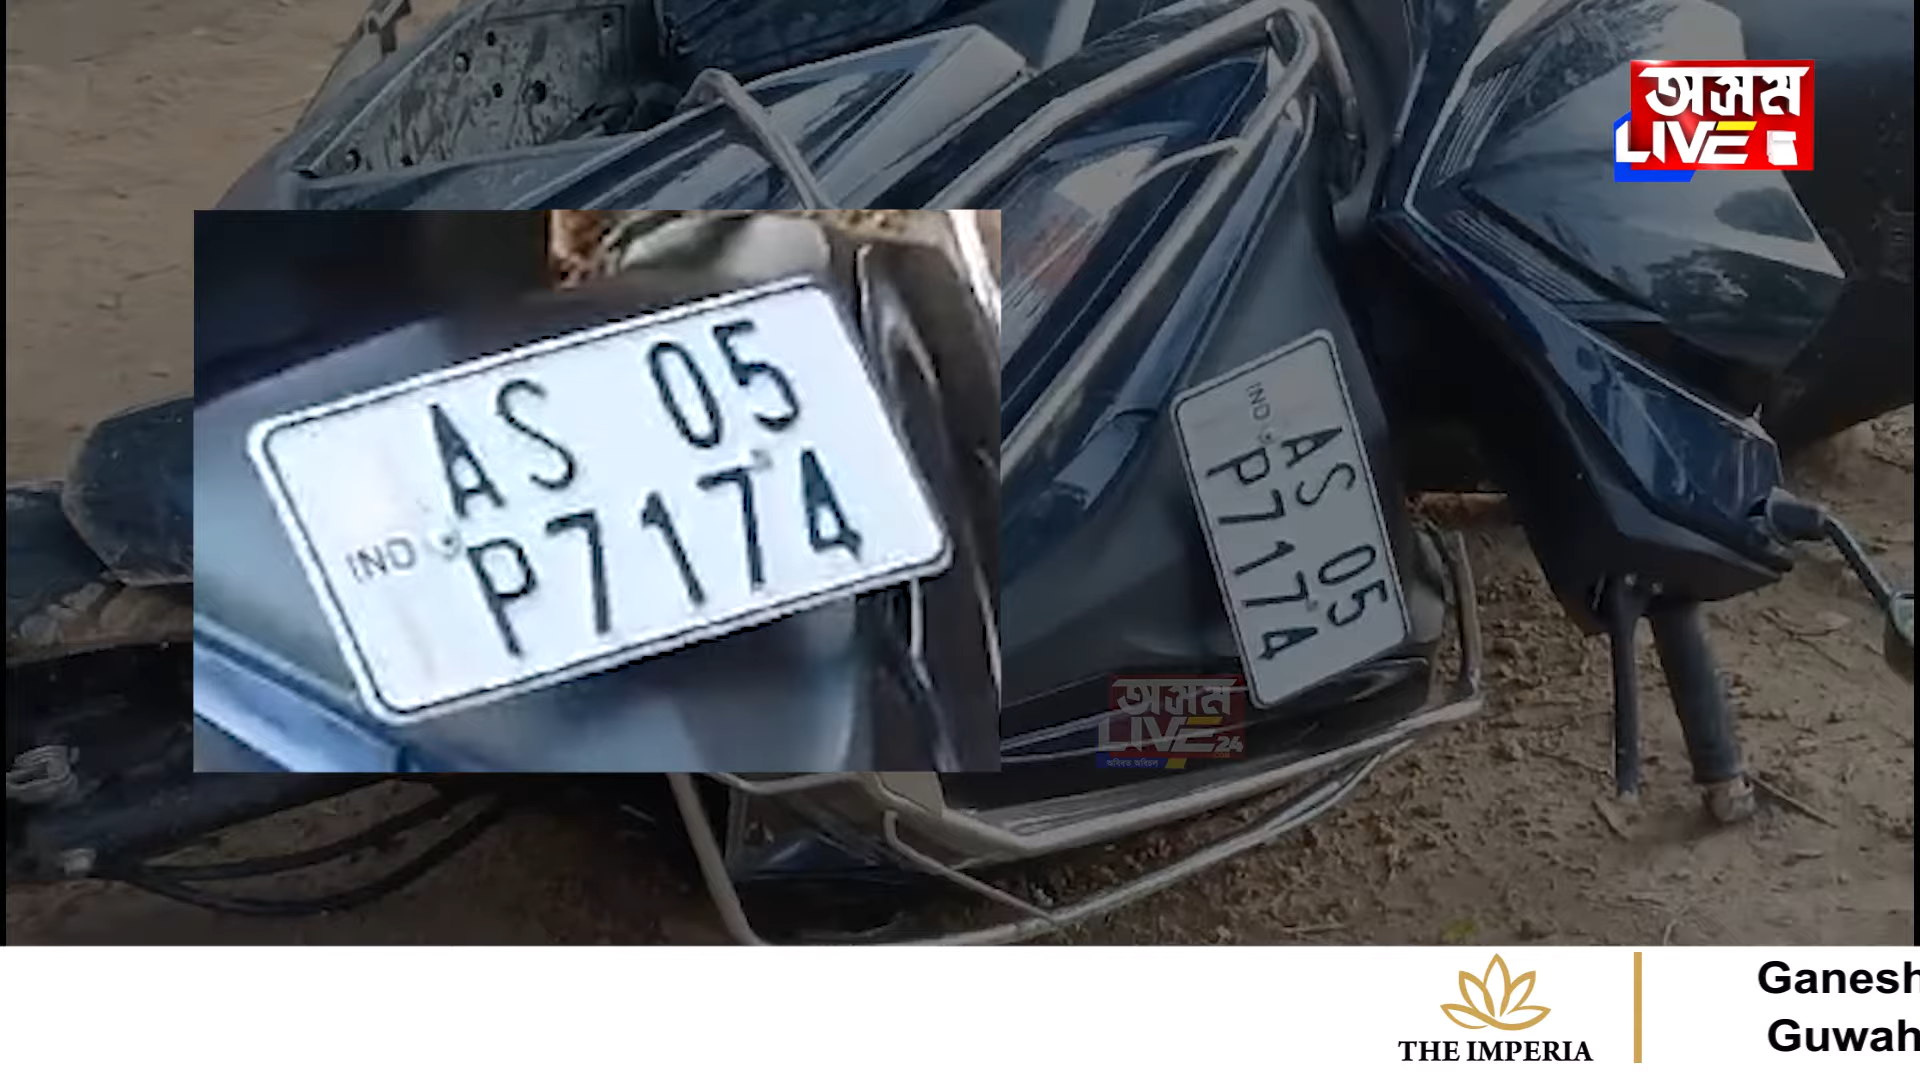 অসম
LIVE
AS 05
IND P7174
IND
AS 05
P7174
অসম
LIVE24
THE IMPERIA
Ganesh
Guwah